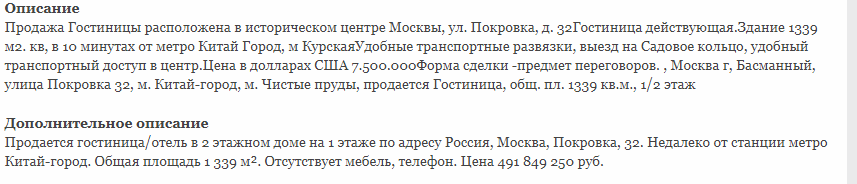 Описание
Продажа Гостиницы расположена в историческом центре Москвы, ул. Покровка, д. 32Гостиница действующая.Здание 1339
м2. кв, в 10 минутах от метро Китай Город, м КурскаяУдобные транспортные развязки, выезд на Садовое кольцо, удобный
транспортный доступ в центр.Цена в долларах США 7.500.000Форма сделки -предмет переговоров. , Москва г, Басманный,
улица Покровка 32, м. Китай-город, м. Чистые пруды, продается Гостиница, общ. пл. 1339 кв.м., 1/2 этаж
Дополнительное описание
Продается гостиница/отель в 2 этажном доме на 1 этаже по адресу Россия, Москва, Покровка, 32. Недалеко от станции метро
Китай-город. Общая площадь 1 339 м². Отсутствует мебель, телефон. Цена 491 849 250 руб.